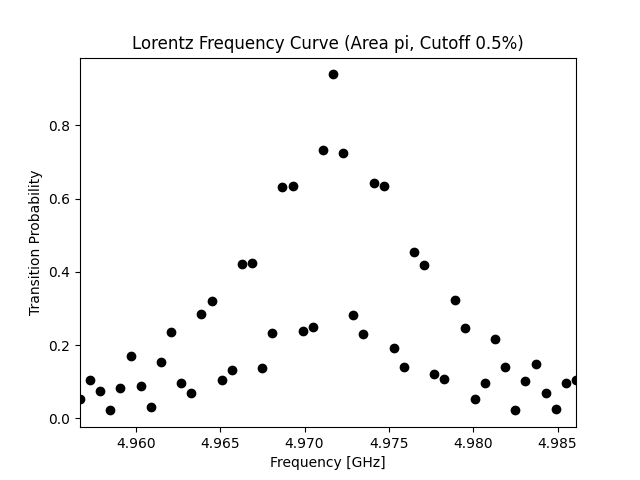 Lorentz Frequency Curve (Area pi, Cutoff 0.5%)
Transition Probability
0.8
0.6
0.4
0.2
0.0
4.960 4.965 4.970 4.975 4.980 4.985
Frequency [GHz]